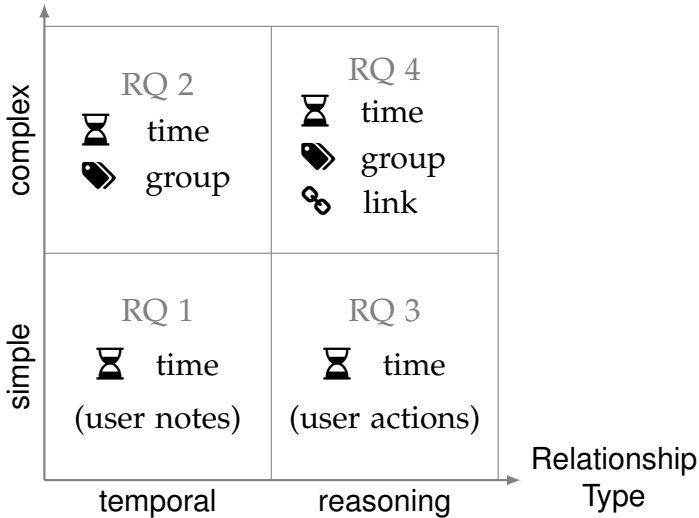 complex
RQ 2
time
group
RQ 4
time
group
link
simple
RQ 1
time
(user notes)
RQ 3
time
(user actions)
temporal
reasoning
Relationship
Type